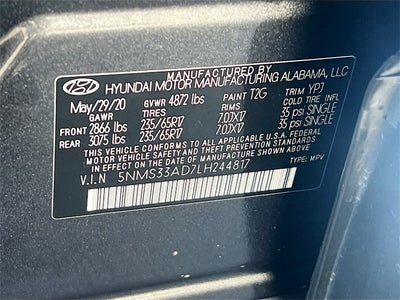 MANUFACTURED BY
HYUNDAI MOTOR MANUFACTURING ALABAMA, LLC
May/29/20 GVWR 4872 lbs PAINT T2G TRIM YPJ
GAWR TIRES RIMS COLD TIRE INFL
FRONT 2866 lbs 235/65R17 7.0JX17 35 psi SINGLE
REAR 3075 lbs 235/65R17 7.0JX17 35 psi SINGLE
THIS VEHICLE CONFORMS TO ALL APPLICABLE U.S.A. FEDERAL
MOTOR VEHICLE SAFETY STANDARDS IN EFFECT ON THE
DATE OF MANUFACTURE SHOWN ABOVE.
V.I.N 5NMS33AD7LH244817 TYPE: MPV